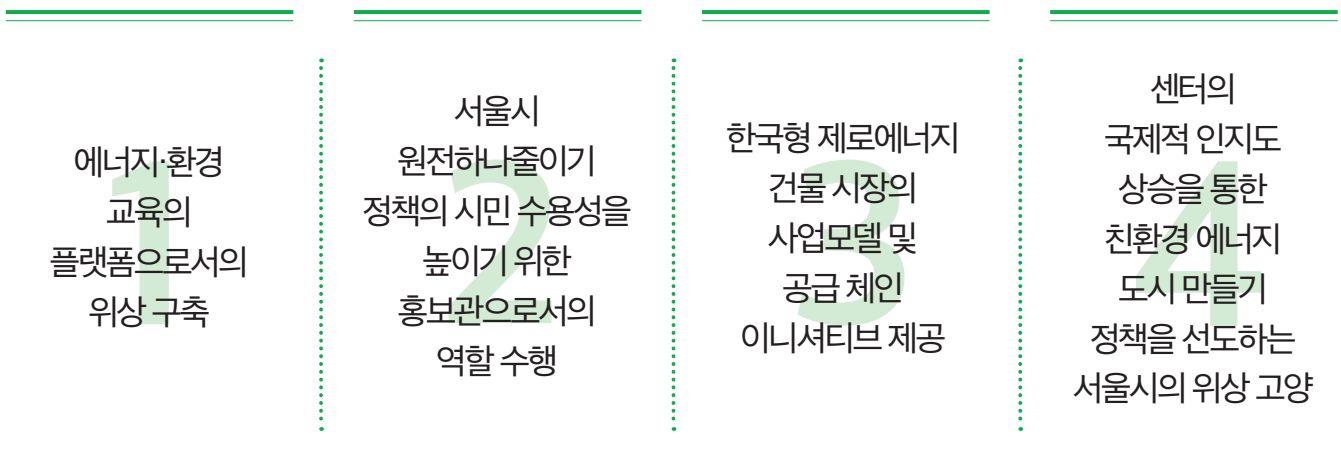 1
에너지·환경
교육의
플랫폼으로서의
위상 구축
2
서울시
원전하나줄이기
정책의 시민 수용성을
높이기 위한
홍보관으로서의
역할 수행
3
한국형 제로에너지
건물 시장의
사업모델 및
공급 체인
이니셔티브 제공
4
센터의
국제적 인지도
상승을 통한
친환경 에너지
도시 만들기
정책을 선도하는
서울시의 위상 고양